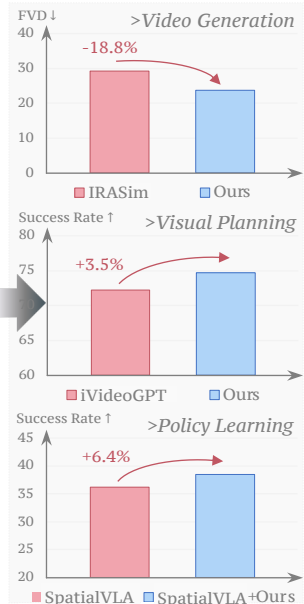 FVD↓
>Video Generation
40
-18.8%
30
20
10
0
IRASim Ours
Success Rate ↑
>Visual Planning
80
75
+3.5%
70
65
60
iVideoGPT Ours
Success Rate ↑
>Policy Learning
45
+6.4%
40
35
30
25
20
SpatialVLA SpatialVLA+Ours